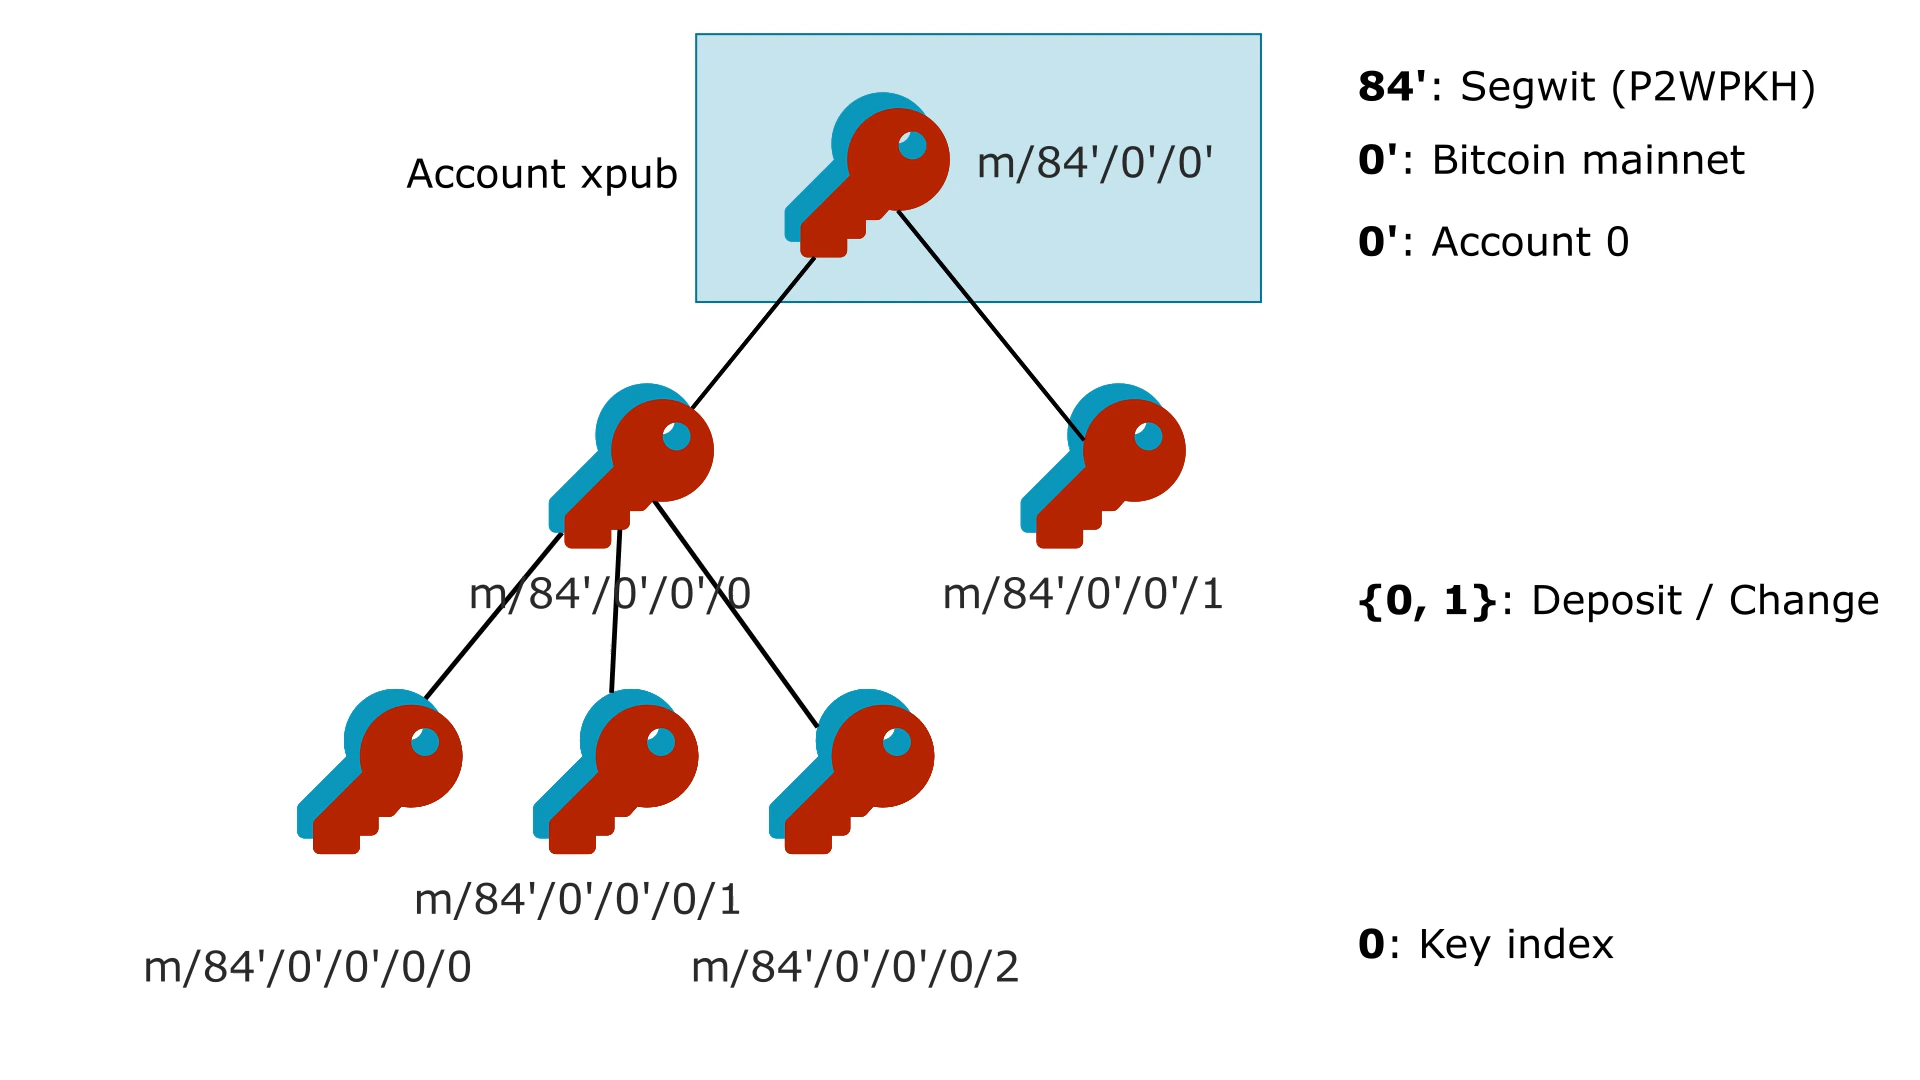 84': Segwit (P2WPKH)
0': Bitcoin mainnet
m/84'/0'/0'
Account xpub
0': Account 0
m/84'/0'/0'/0
m/84'/0'/0'/1
{0, 1}: Deposit / Change
m/84'/0'/0'/0/1
m/84'/0'/0'/0/0
m/84'/0'/0'/0/2
0: Key index